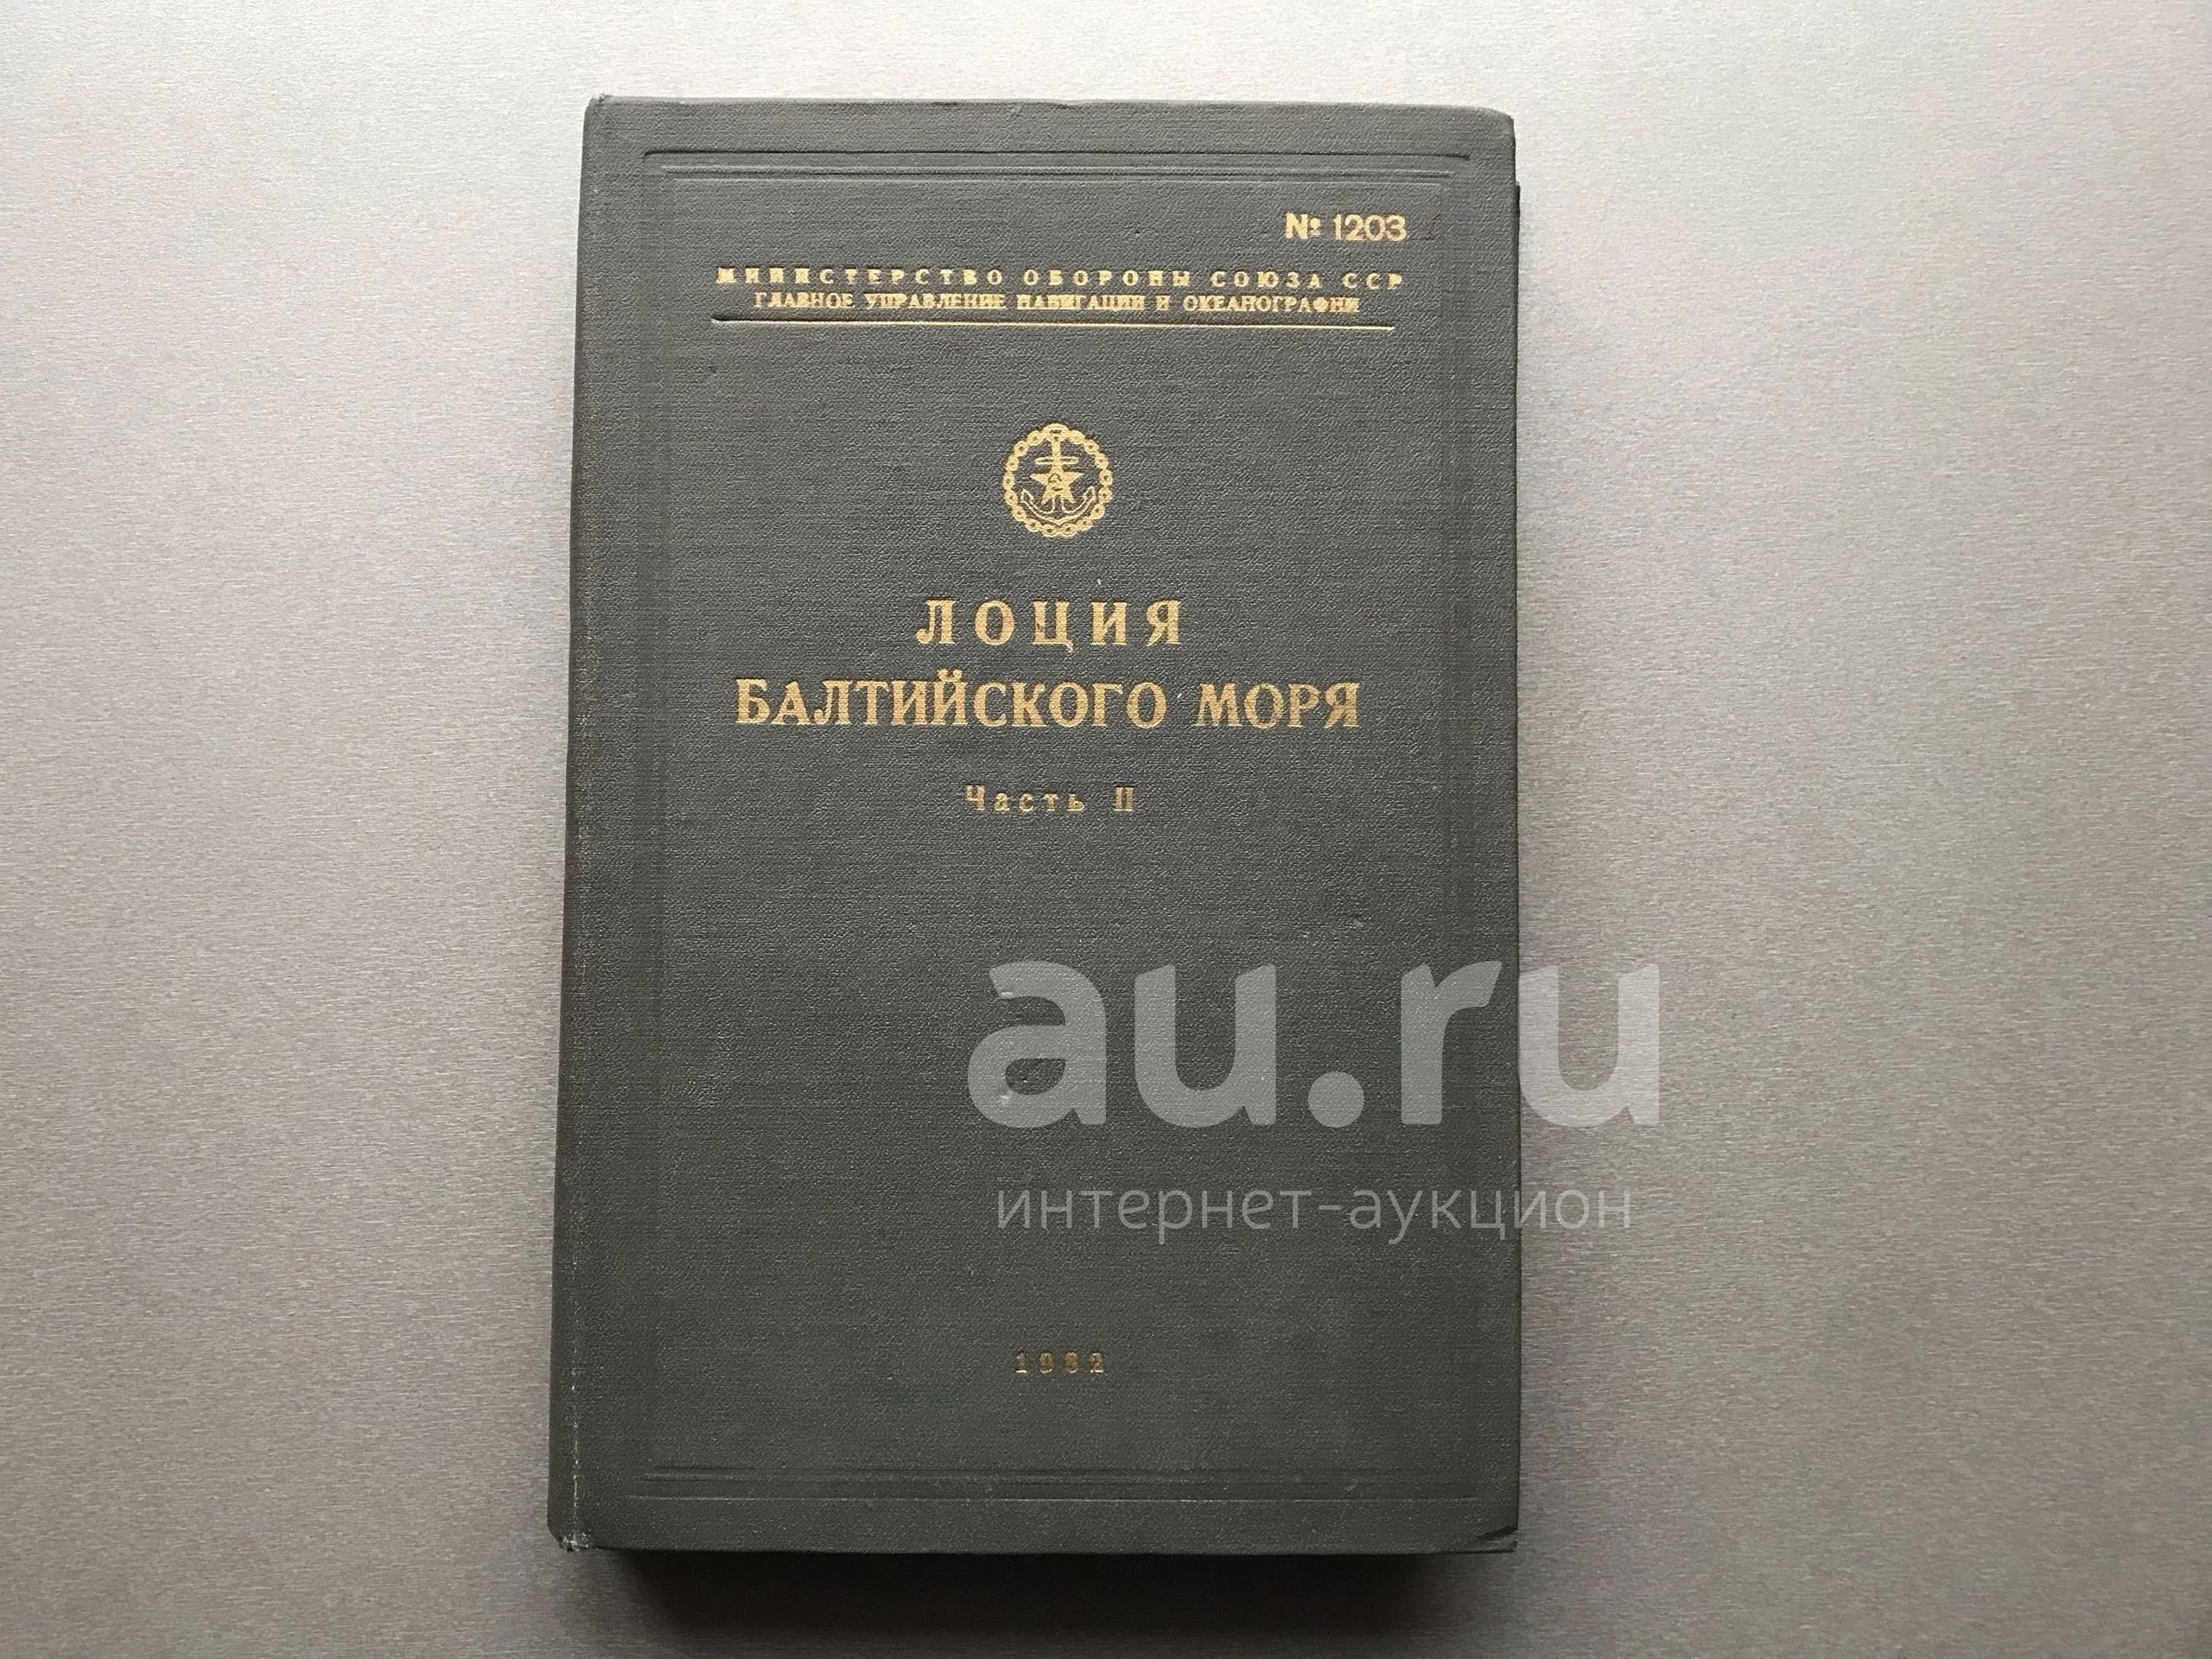 № 1203
МИНИСТЕРСТВО ОБОРОНЫ СОЮЗА ССР
ГЛАВНОЕ УПРАВЛЕНИЕ НАВИГАЦИИ И ОКЕАНОГРАФИИ
ЛОЦИЯ
БАЛТИЙСКОГО МОРЯ
Часть II
au.ru
интернет-аукцион
1982